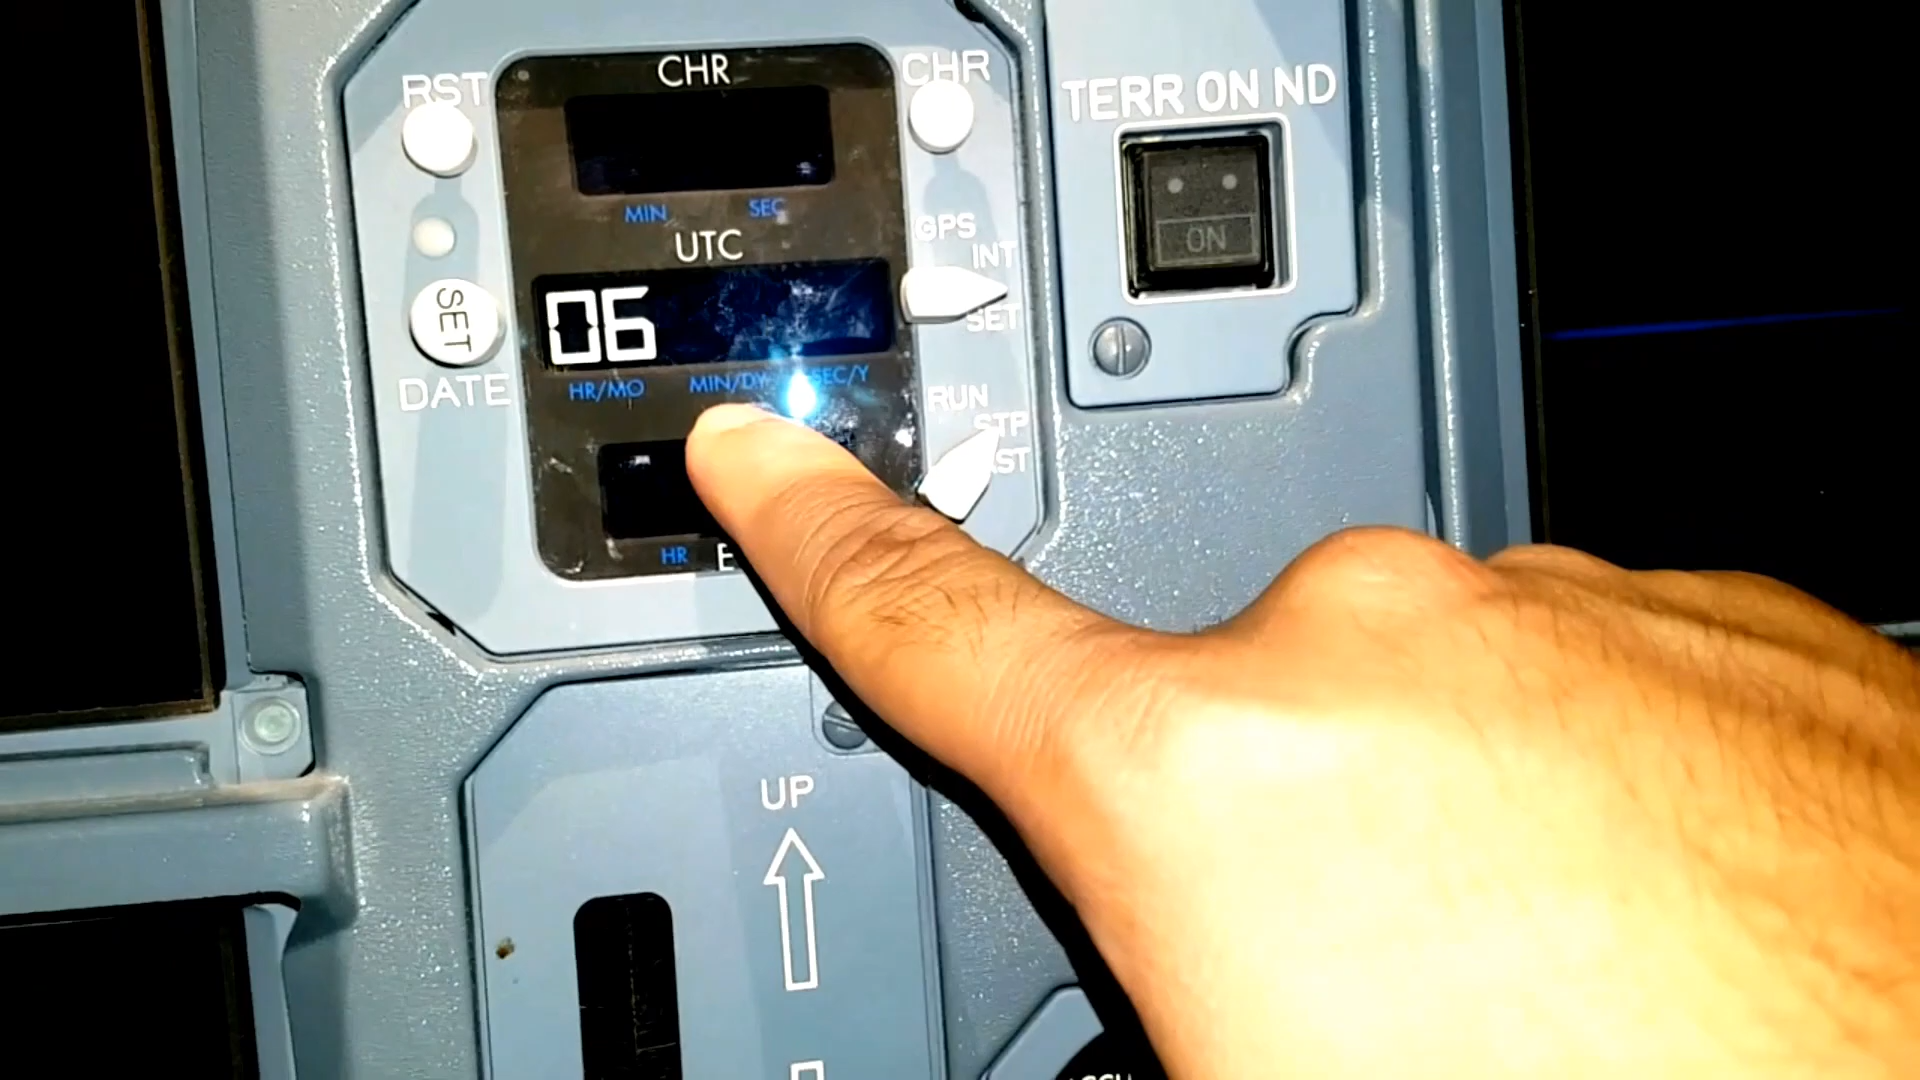 RST
CHR
CHR
MIN SEC
UTC
06
HR/MO MIN/DY SEC/Y
SET
DATE
GPS
INT
SET
RUN
STP
HR
TERR ON ND
ON
UP